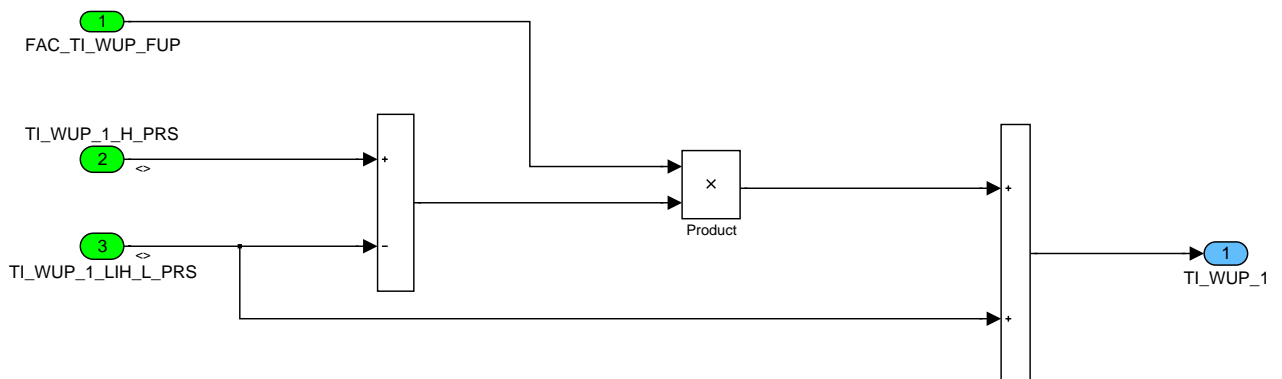 1
FAC_TI_WUP_FUP
TI_WUP_1_H_PRS
2
<>
+
×
+
Product
3
<>
-
TI_WUP_1_LIH_L_PRS
1
TI_WUP_1
+